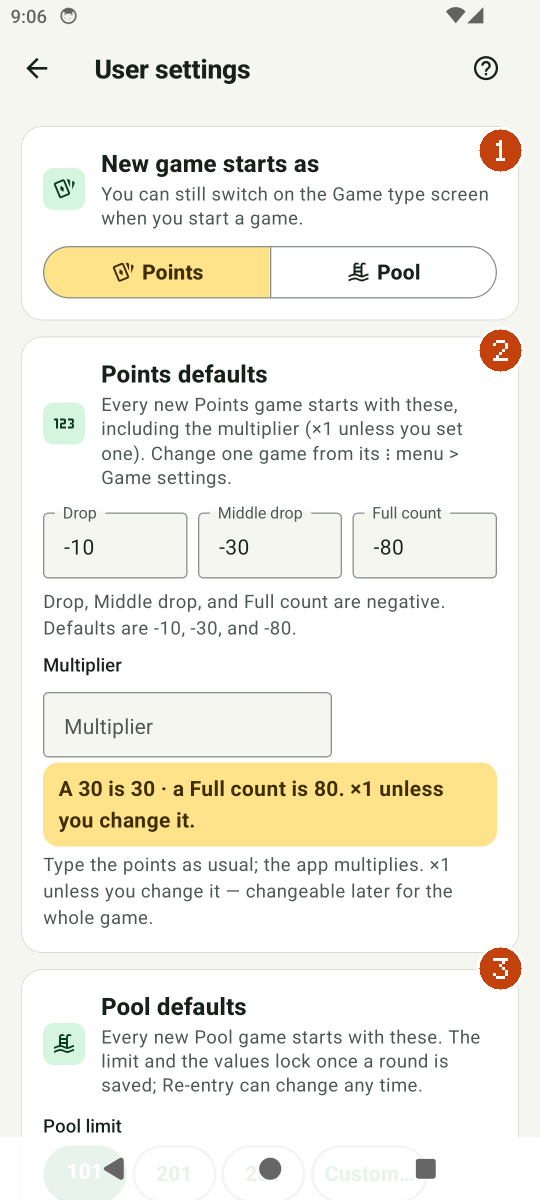 9:06
User settings
1
New game starts as
You can still switch on the Game type screen
when you start a game.
Points
Pool
2
Points defaults
123
Every new Points game starts with these,
including the multiplier (×1 unless you set
one). Change one game from its ⋮ menu >
Game settings.
Drop
Middle drop
Full count
-10
-30
-80
Drop, Middle drop, and Full count are negative.
Defaults are -10, -30, and -80.
Multiplier
Multiplier
A 30 is 30 · a Full count is 80. ×1 unless
you change it.
Type the points as usual; the app multiplies. ×1
unless you change it — changeable later for the
whole game.
3
Pool defaults
Every new Pool game starts with these. The
limit and the values lock once a round is
saved; Re-entry can change any time.
Pool limit
101
201
Custom...